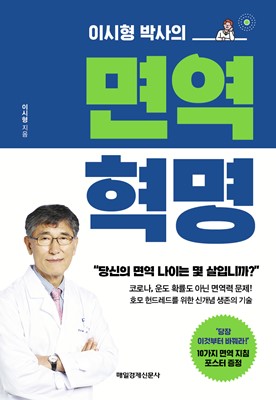 이시형 박사의
면역
혁명
이시형 지음
"당신의 면역 나이는 몇 살입니까?"
코로나, 운도 확률도 아닌 면역력 문제!
호모 헌드레드를 위한 신개념 생존의 기술
"당장
이것부터 바꿔라!"
10가지 면역 지침
포스터 증정
매일경제신문사